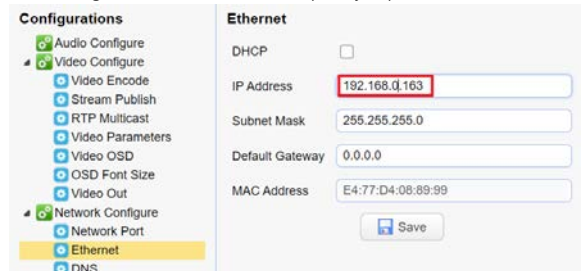 Configurations
Audio Configure
Video Configure
Video Encode
Stream Publish
RTP Multicast
Video Parameters
Video OSD
OSD Font Size
Video Out
Network Configure
Network Port
Ethernet
DNS
Ethernet
DHCP
IP Address 192.168.0.163
Subnet Mask 255.255.255.0
Default Gateway 0.0.0.0
MAC Address E4:77:D4:08:89:99
Save